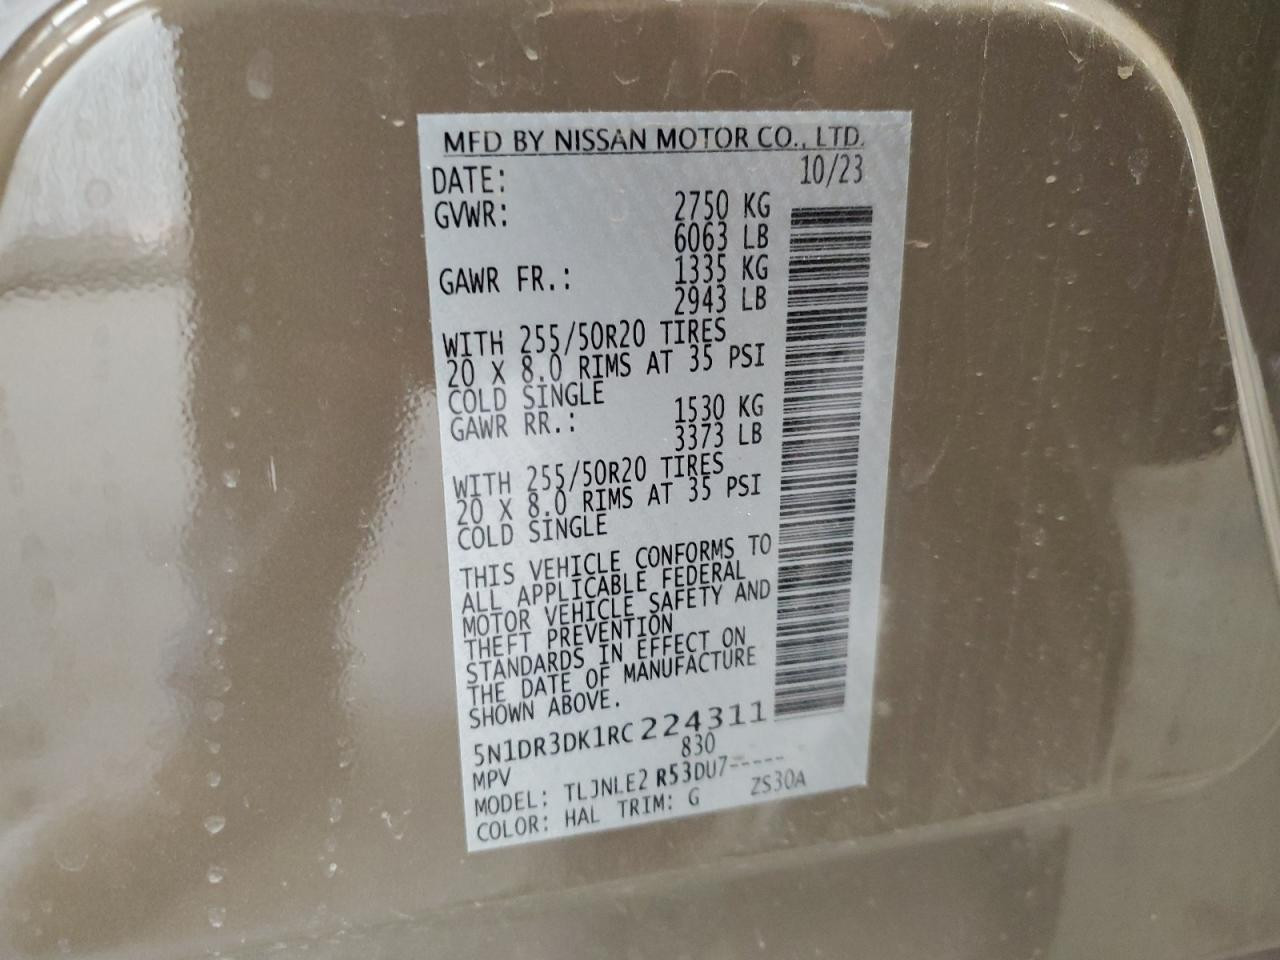 MFD BY NISSAN MOTOR CO., LTD.
DATE: 10/23
GVWR: 2750 KG
6063 LB
GAWR FR.: 1335 KG
2943 LB
WITH 255/50R20 TIRES
20 X 8.0 RIMS AT 35 PSI
COLD SINGLE
GAWR RR.: 1530 KG
3373 LB
WITH 255/50R20 TIRES
20 X 8.0 RIMS AT 35 PSI
COLD SINGLE
THIS VEHICLE CONFORMS TO
ALL APPLICABLE FEDERAL
MOTOR VEHICLE SAFETY AND
THEFT PREVENTION
STANDARDS IN EFFECT ON
THE DATE OF MANUFACTURE
SHOWN ABOVE.
5N1DR3DK1RC224311
MPV 830
MODEL: TLJNLE2 R53DU7-----
COLOR: HAL TRIM: G ZS30A